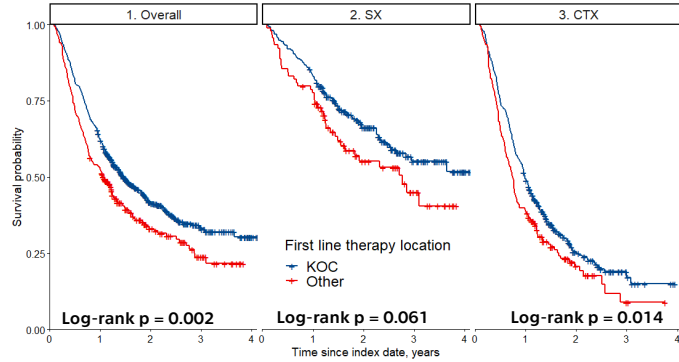 1. Overall
2. SX
3. CTX
Survival probability
1.00
0.75
0.50
0.25
0.00
First line therapy location
KOC
Other
Log-rank p = 0.002
Log-rank p = 0.061
Log-rank p = 0.014
0 1 2 3 4
0 1 2 3 4
0 1 2 3 4
Time since index date, years